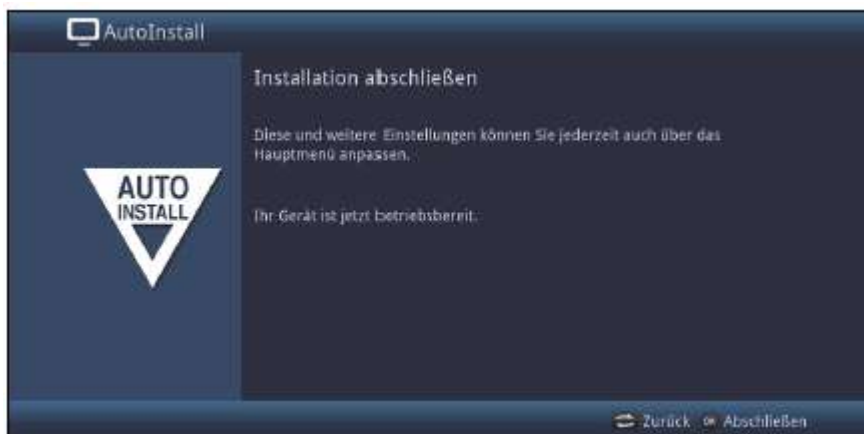 AutoInstall
Installation abschließen
Diese und weitere Einstellungen können Sie jederzeit auch über das
Hauptmenü anpassen.
AUTO
INSTALL
Ihr Gerät ist jetzt betriebsbereit.
Zurück OK Abschließen